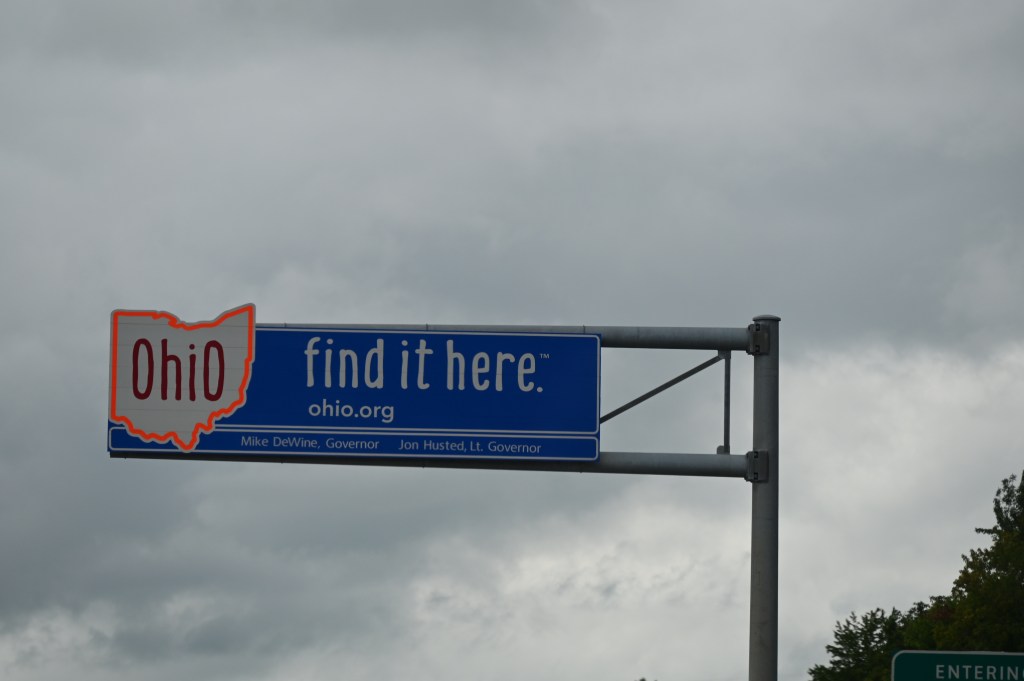 OhiO
find it here.™
ohio.org
Mike DeWine, Governor Jon Husted, Lt. Governor
ENTERIN